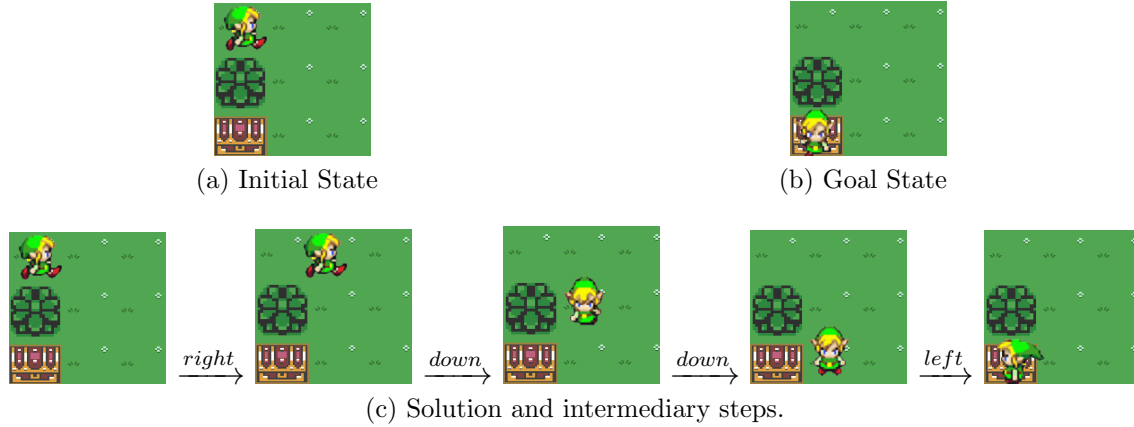 (a) Initial State
(b) Goal State
right
down
down
left
(c) Solution and intermediary steps.